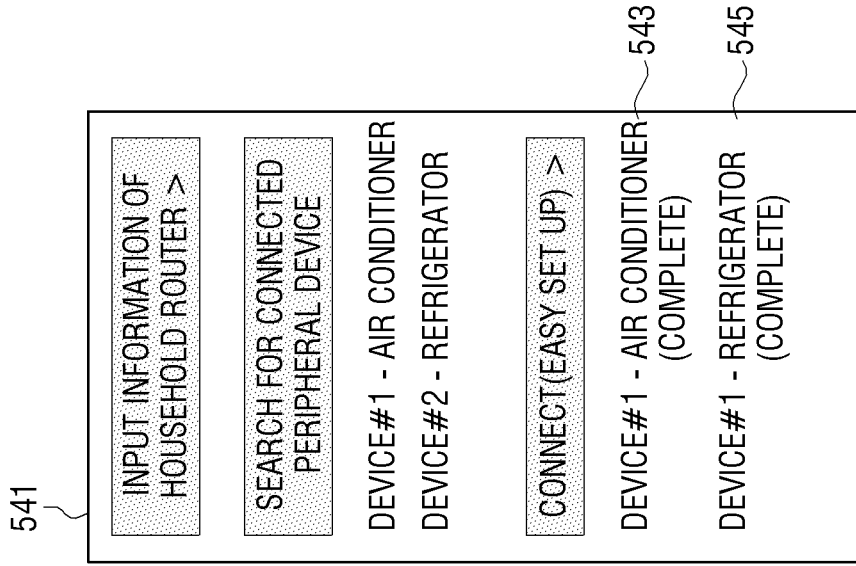 541
INPUT INFORMATION OF
HOUSEHOLD ROUTER >
SEARCH FOR CONNECTED
PERIPHERAL DEVICE
DEVICE#1 - AIR CONDITIONER
DEVICE#2 - REFRIGERATOR
CONNECT(EASY SET UP) >
DEVICE#1 - AIR CONDITIONER
(COMPLETE)
543
DEVICE#1 - REFRIGERATOR
(COMPLETE)
545